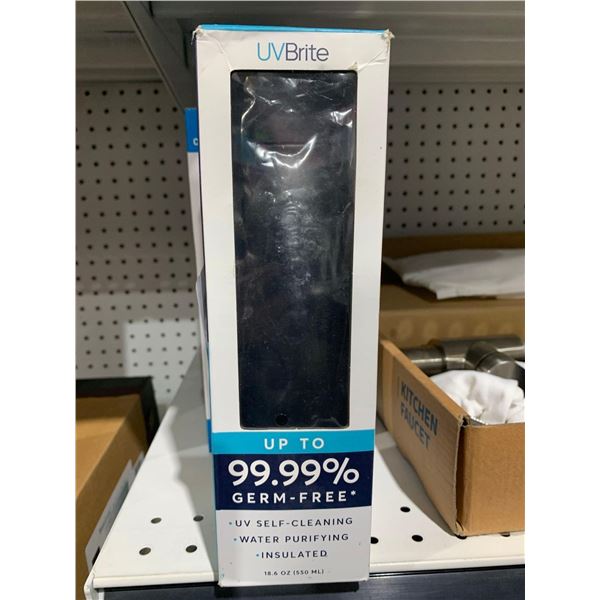 UVBrite
UP TO
99.99%
GERM-FREE*
•UV SELF-CLEANING
•WATER PURIFYING
•INSULATED
18.6 OZ (550 ML)
KITCHEN
FAUCET